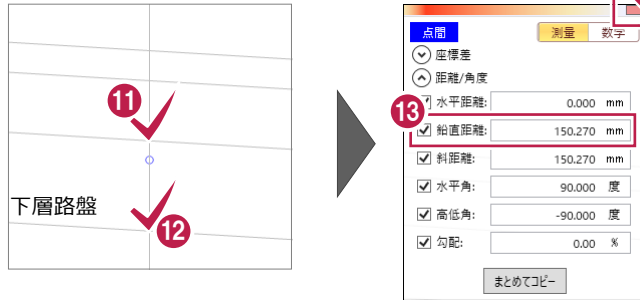 ⑪
下層路盤
⑫
点間 測量 数字
座標差
距離/角度
水平距離: 0.000 mm
⑬
鉛直距離: 150.270 mm
斜距離: 150.270 mm
水平角: 90.000 度
高低角: -90.000 度
勾配: 0.00 %
まとめてコピー